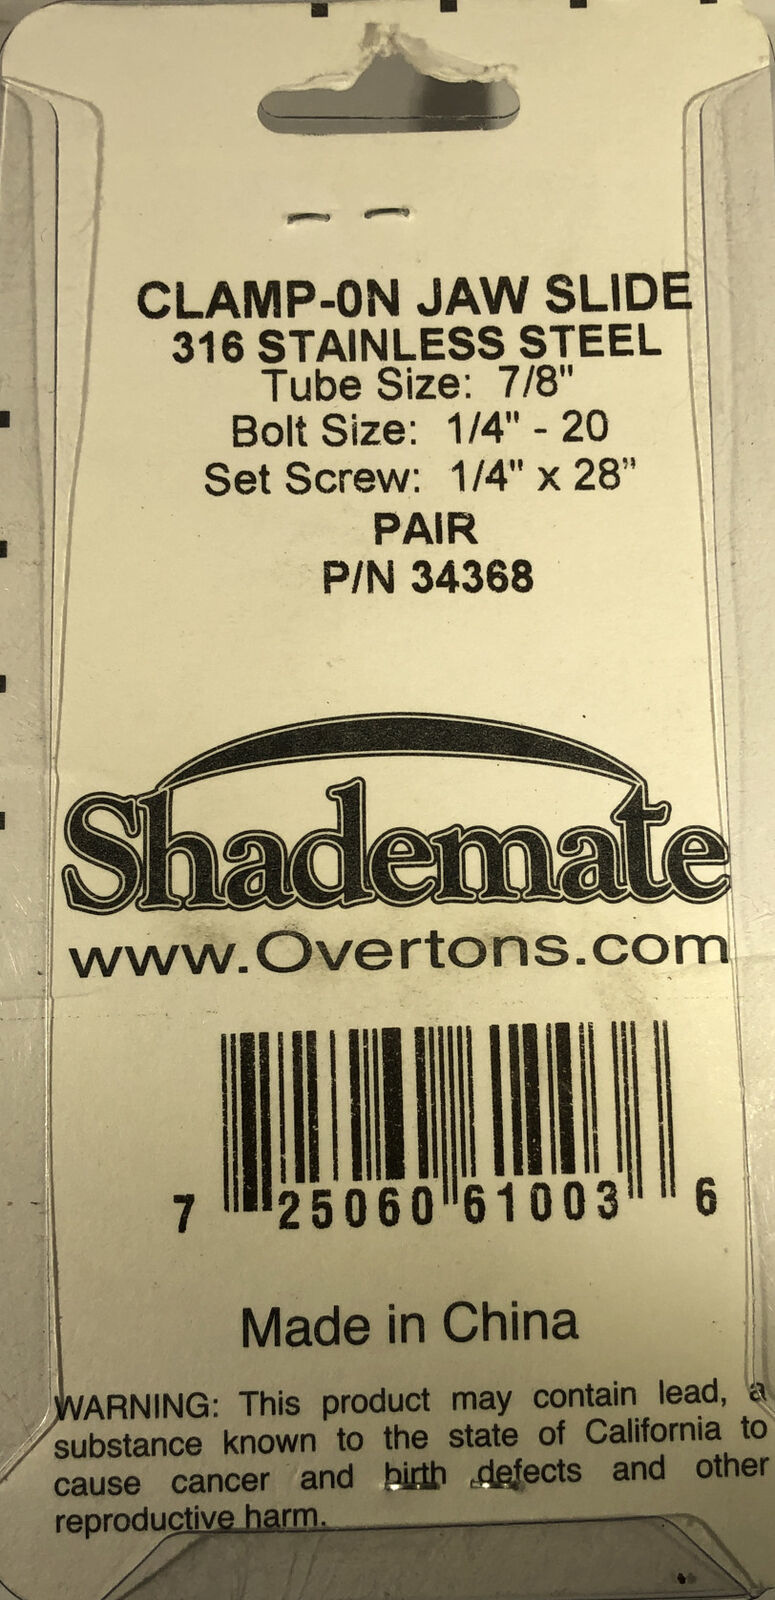 CLAMP-ON JAW SLIDE
316 STAINLESS STEEL
Tube Size: 7/8"
Bolt Size: 1/4" - 20
Set Screw: 1/4" x 28"
PAIR
P/N 34368
Shademate
www.Overtons.com
7 25060 61003 6
Made in China
WARNING: This product may contain lead, a
substance known to the state of California to
cause cancer and birth defects and other
reproductive harm.